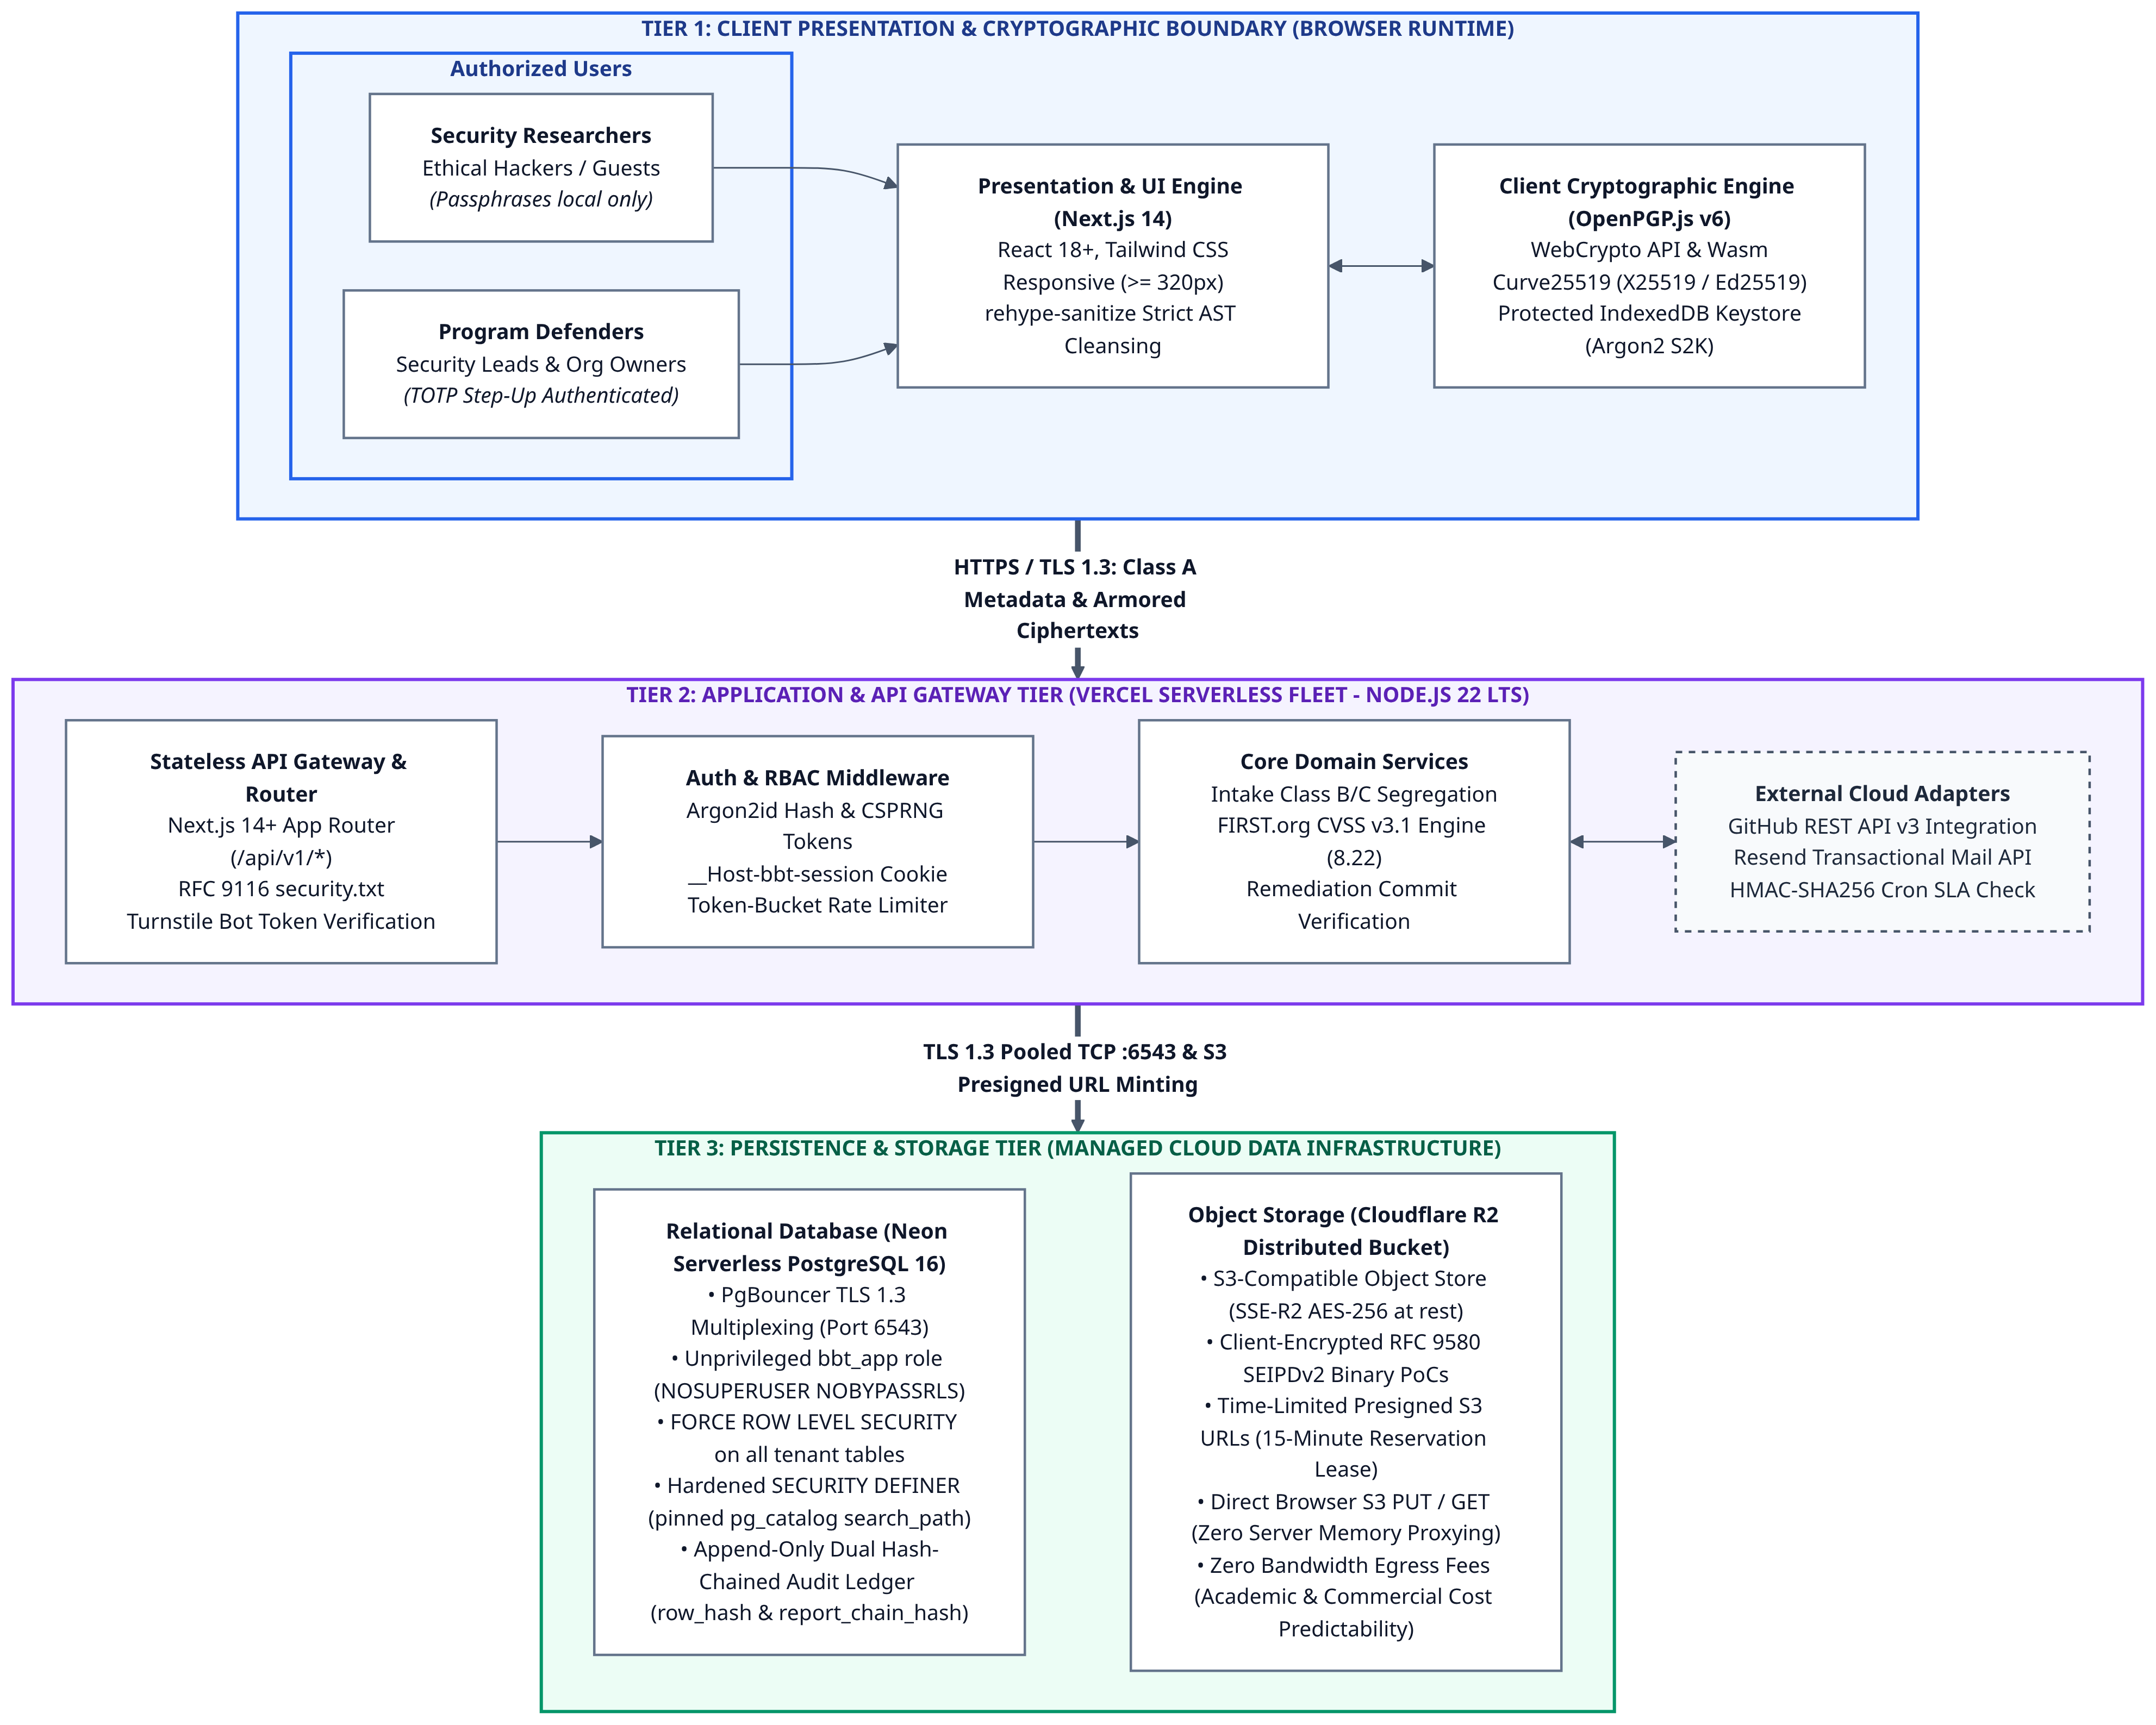 TIER 1: CLIENT PRESENTATION & CRYPTOGRAPHIC BOUNDARY (BROWSER RUNTIME)
Authorized Users
Security Researchers
Ethical Hackers / Guests
(Passphrases local only)
Program Defenders
Security Leads & Org Owners
(TOTP Step-Up Authenticated)
Presentation & UI Engine
(Next.js 14)
React 18+, Tailwind CSS
Responsive (>= 320px)
rehype-sanitize Strict AST
Cleansing
Client Cryptographic Engine
(OpenPGP.js v6)
WebCrypto API & Wasm
Curve25519 (X25519 / Ed25519)
Protected IndexedDB Keystore
(Argon2 S2K)
HTTPS / TLS 1.3: Class A
Metadata & Armored
Ciphertexts
TIER 2: APPLICATION & API GATEWAY TIER (VERCEL SERVERLESS FLEET - NODE.JS 22 LTS)
Stateless API Gateway &
Router
Next.js 14+ App Router
(/api/v1/*)
RFC 9116 security.txt
Turnstile Bot Token Verification
Auth & RBAC Middleware
Argon2id Hash & CSPRNG
Tokens
__Host-bbt-session Cookie
Token-Bucket Rate Limiter
Core Domain Services
Intake Class B/C Segregation
FIRST.org CVSS v3.1 Engine
(8.22)
Remediation Commit
Verification
External Cloud Adapters
GitHub REST API v3 Integration
Resend Transactional Mail API
HMAC-SHA256 Cron SLA Check
TLS 1.3 Pooled TCP :6543 & S3
Presigned URL Minting
TIER 3: PERSISTENCE & STORAGE TIER (MANAGED CLOUD DATA INFRASTRUCTURE)
Relational Database (Neon
Serverless PostgreSQL 16)
• PgBouncer TLS 1.3
Multiplexing (Port 6543)
• Unprivileged bbt_app role
(NOSUPERUSER NOBYPASSRLS)
• FORCE ROW LEVEL SECURITY
on all tenant tables
• Hardened SECURITY DEFINER
(pinned pg_catalog search_path)
• Append-Only Dual Hash-
Chained Audit Ledger
(row_hash & report_chain_hash)
Object Storage (Cloudflare R2
Distributed Bucket)
• S3-Compatible Object Store
(SSE-R2 AES-256 at rest)
• Client-Encrypted RFC 9580
SEIPDv2 Binary PoCs
• Time-Limited Presigned S3
URLs (15-Minute Reservation
Lease)
• Direct Browser S3 PUT / GET
(Zero Server Memory Proxying)
• Zero Bandwidth Egress Fees
(Academic & Commercial Cost
Predictability)